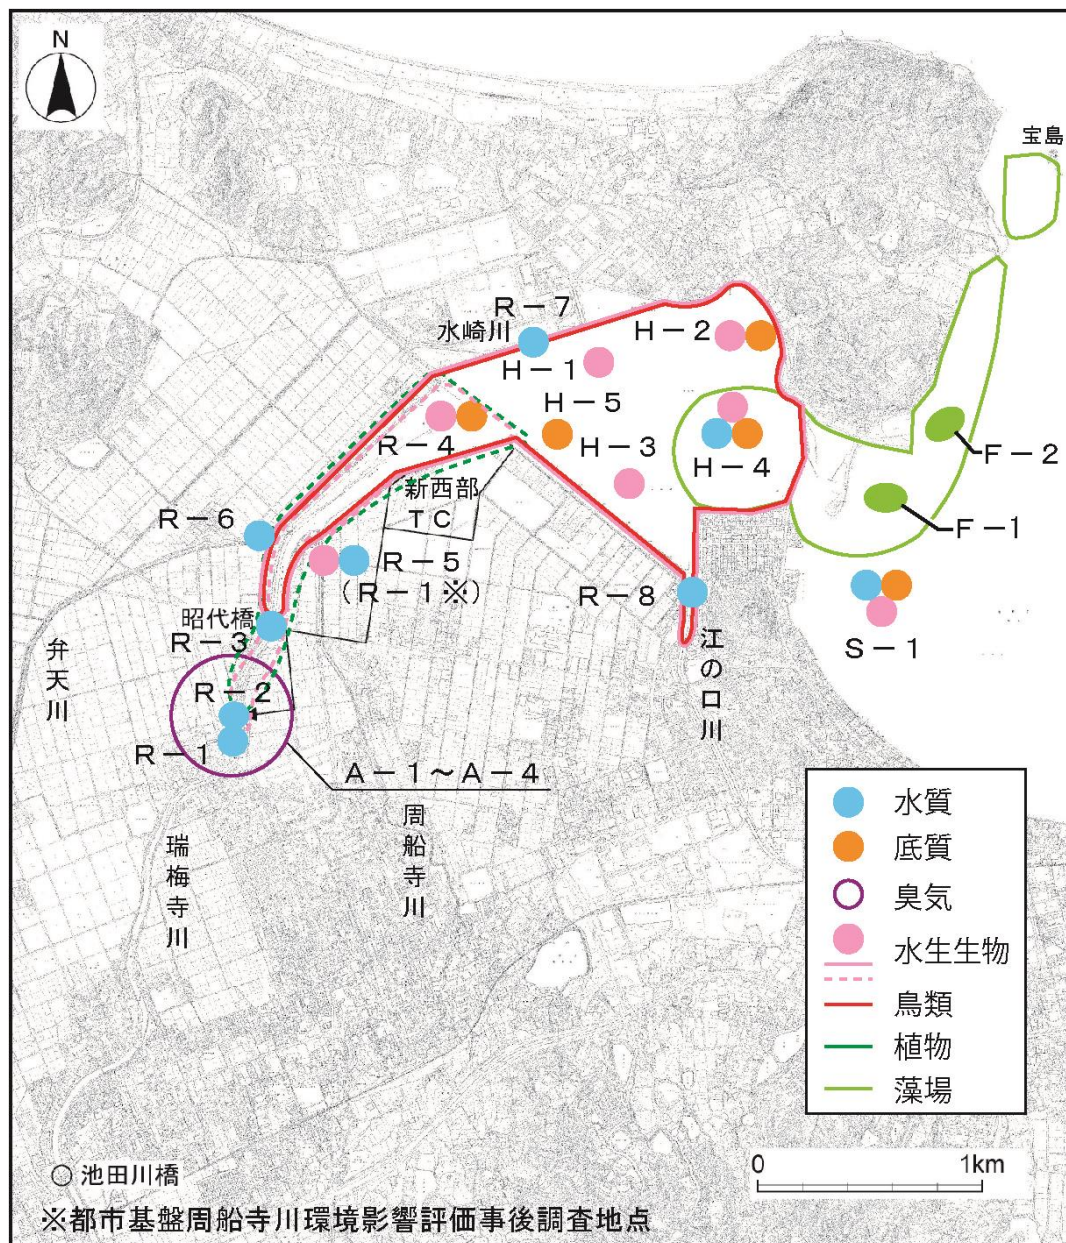 N
宝島
R－7
水崎川
H－2
H－1
H－5
R－4
H－3
H－4
F－2
新西部
TC
F－1
R－6
R－5
(R－1※)
R－8
昭代橋
R－3
S－1
江の口川
弁天川
R－2
R－1
A－1～A－4
周船寺川
瑞梅寺川
水質
底質
臭気
水生生物
鳥類
植物
藻場
0 1km
池田川橋
※都市基盤周船寺川環境影響評価事後調査地点